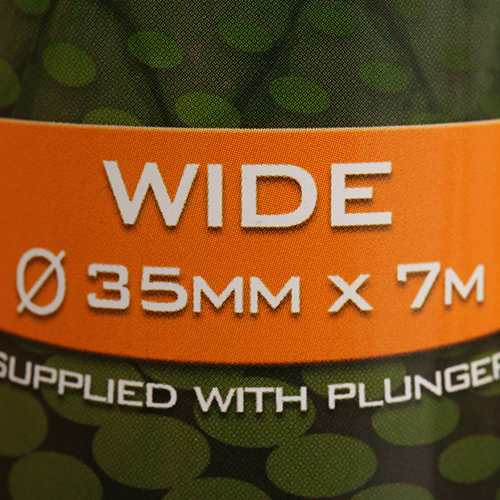 WIDE
Ø 35MM X 7M
SUPPLIED WITH PLUNGER